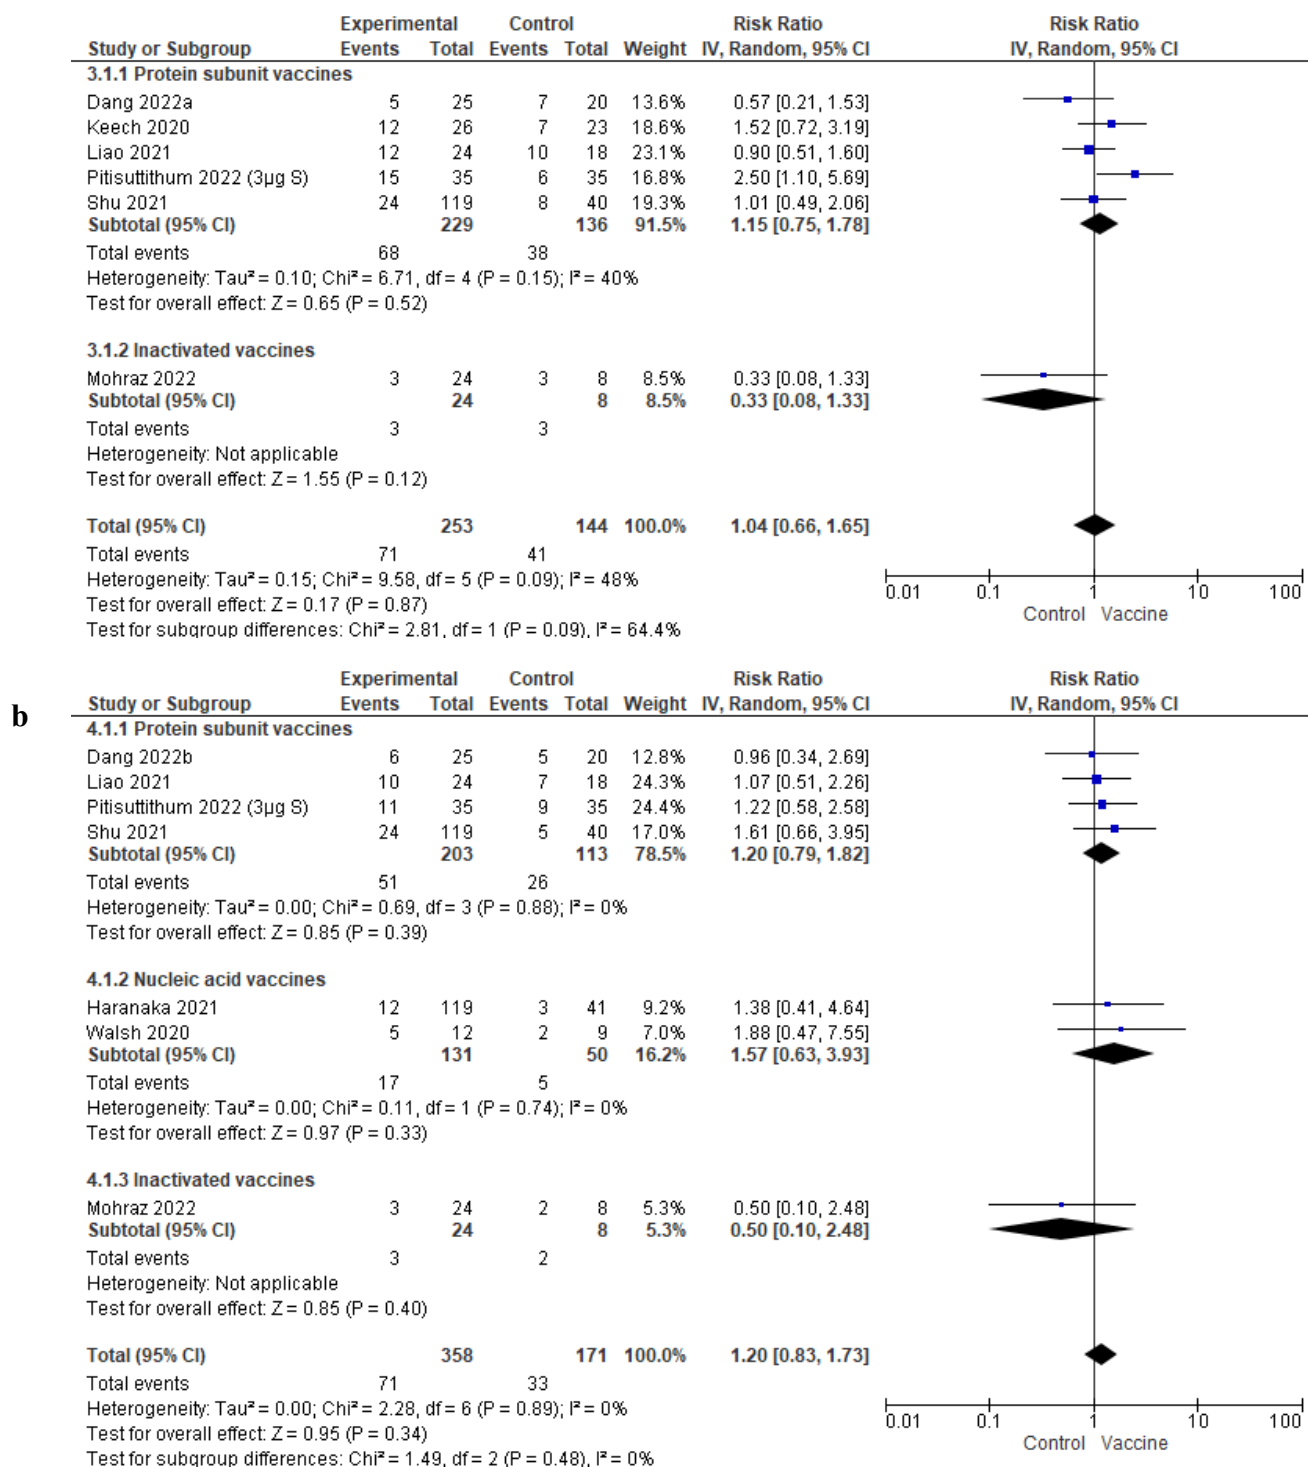 Experimental Control Risk Ratio Risk Ratio
Study or Subgroup Events Total Events Total Weight IV, Random, 95% CI IV, Random, 95% CI
3.1.1 Protein subunit vaccines
Dang 2022a 5 25 7 20 13.6% 0.57 [0.21, 1.53]
Keech 2020 12 26 7 23 18.6% 1.52 [0.72, 3.19]
Liao 2021 12 24 10 18 23.1% 0.90 [0.51, 1.60]
Pitisuttithum 2022 (3µg S) 15 35 6 35 16.8% 2.50 [1.10, 5.69]
Shu 2021 24 119 8 40 19.3% 1.01 [0.49, 2.06]
Subtotal (95% CI) 229 136 91.5% 1.15 [0.75, 1.78]
Total events 68 38
Heterogeneity: Tau² = 0.10; Chi² = 6.71, df = 4 (P = 0.15); I² = 40%
Test for overall effect: Z = 0.65 (P = 0.52)
3.1.2 Inactivated vaccines
Mohraz 2022 3 24 3 8 8.5% 0.33 [0.08, 1.33]
Subtotal (95% CI) 24 8 8.5% 0.33 [0.08, 1.33]
Total events 3 3
Heterogeneity: Not applicable
Test for overall effect: Z = 1.55 (P = 0.12)
Total (95% CI) 253 144 100.0% 1.04 [0.66, 1.65]
Total events 71 41
Heterogeneity: Tau² = 0.15; Chi² = 9.58, df = 5 (P = 0.09); I² = 48%
Test for overall effect: Z = 0.17 (P = 0.87)
Test for subgroup differences: Chi² = 2.81, df = 1 (P = 0.09), I² = 64.4%
0.01 0.1 1 10 100
Control Vaccine
b
Experimental Control Risk Ratio Risk Ratio
Study or Subgroup Events Total Events Total Weight IV, Random, 95% CI IV, Random, 95% CI
4.1.1 Protein subunit vaccines
Dang 2022b 6 25 5 20 12.8% 0.96 [0.34, 2.69]
Liao 2021 10 24 7 18 24.3% 1.07 [0.51, 2.26]
Pitisuttithum 2022 (3µg S) 11 35 9 35 24.4% 1.22 [0.58, 2.58]
Shu 2021 24 119 5 40 17.0% 1.61 [0.66, 3.95]
Subtotal (95% CI) 203 113 78.5% 1.20 [0.79, 1.82]
Total events 51 26
Heterogeneity: Tau² = 0.00; Chi² = 0.69, df = 3 (P = 0.88); I² = 0%
Test for overall effect: Z = 0.85 (P = 0.39)
4.1.2 Nucleic acid vaccines
Haranaka 2021 12 119 3 41 9.2% 1.38 [0.41, 4.64]
Walsh 2020 5 12 2 9 7.0% 1.88 [0.47, 7.55]
Subtotal (95% CI) 131 50 16.2% 1.57 [0.63, 3.93]
Total events 17 5
Heterogeneity: Tau² = 0.00; Chi² = 0.11, df = 1 (P = 0.74); I² = 0%
Test for overall effect: Z = 0.97 (P = 0.33)
4.1.3 Inactivated vaccines
Mohraz 2022 3 24 2 8 5.3% 0.50 [0.10, 2.48]
Subtotal (95% CI) 24 8 5.3% 0.50 [0.10, 2.48]
Total events 3 2
Heterogeneity: Not applicable
Test for overall effect: Z = 0.85 (P = 0.40)
Total (95% CI) 358 171 100.0% 1.20 [0.83, 1.73]
Total events 71 33
Heterogeneity: Tau² = 0.00; Chi² = 2.28, df = 6 (P = 0.89); I² = 0%
Test for overall effect: Z = 0.95 (P = 0.34)
Test for subgroup differences: Chi² = 1.49, df = 2 (P = 0.48), I² = 0%
0.01 0.1 1 10 100
Control Vaccine